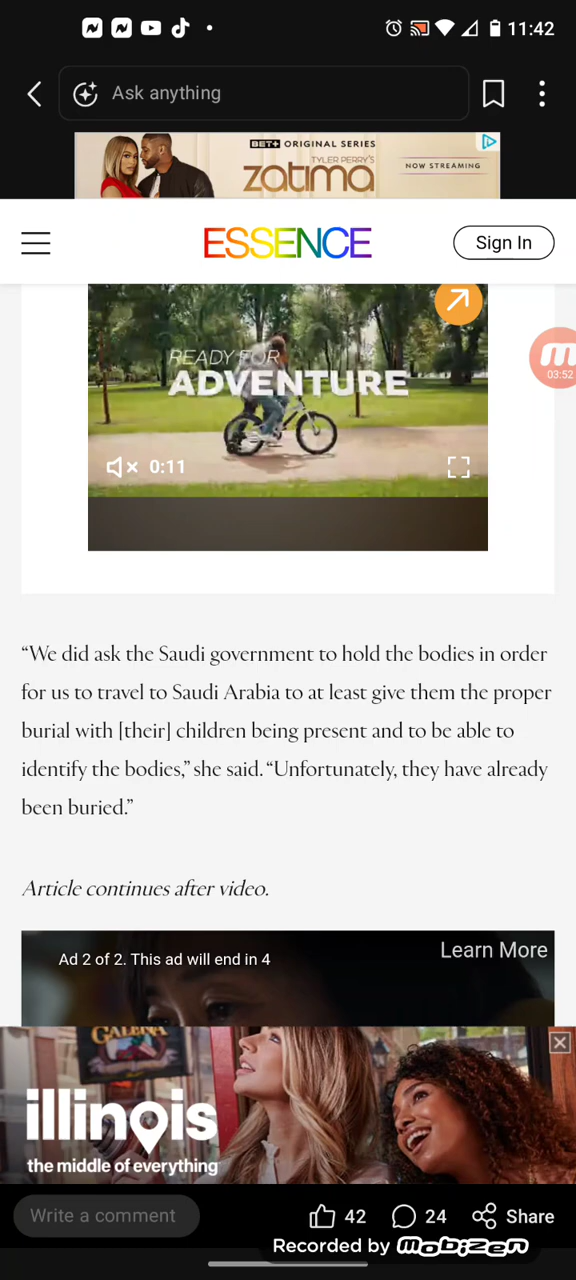 11:42
Ask anything
BET+ ORIGINAL SERIES
TYLER PERRY'S
zatima
NOW STREAMING
ESSENCE
Sign In
READY FOR
ADVENTURE
03:52
0:11
“We did ask the Saudi government to hold the bodies in order
for us to travel to Saudi Arabia to at least give them the proper
burial with [their] children being present and to be able to
identify the bodies,” she said. “Unfortunately, they have already
been buried.”
Article continues after video.
Learn More
Ad 2 of 2. This ad will end in 4
GALENA
illinois
the middle of everything
Write a comment
42
24
Share
Recorded by mobizen